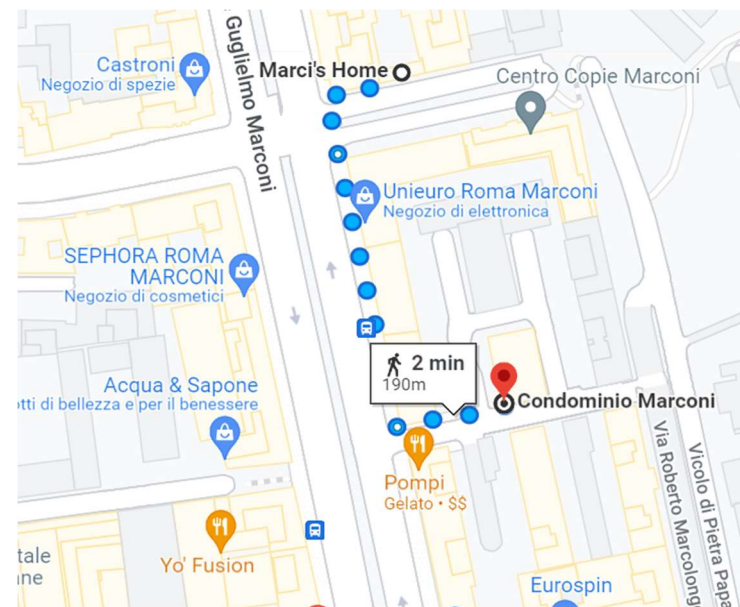 Guglielmo Marconi
Castroni
Negozio di spezie
Marci's Home
Centro Copie Marconi
Unieuro Roma Marconi
Negozio di elettronica
SEPHORA ROMA
MARCONI
Negozio di cosmetici
2 min
190m
Acqua & Sapone
otti di bellezza e per il benessere
Condominio Marconi
Pompi
Gelato • $$
Via Roberto Marcolong
Vicolo di Pietra Papa
tale
ne
Yo' Fusion
Eurospin